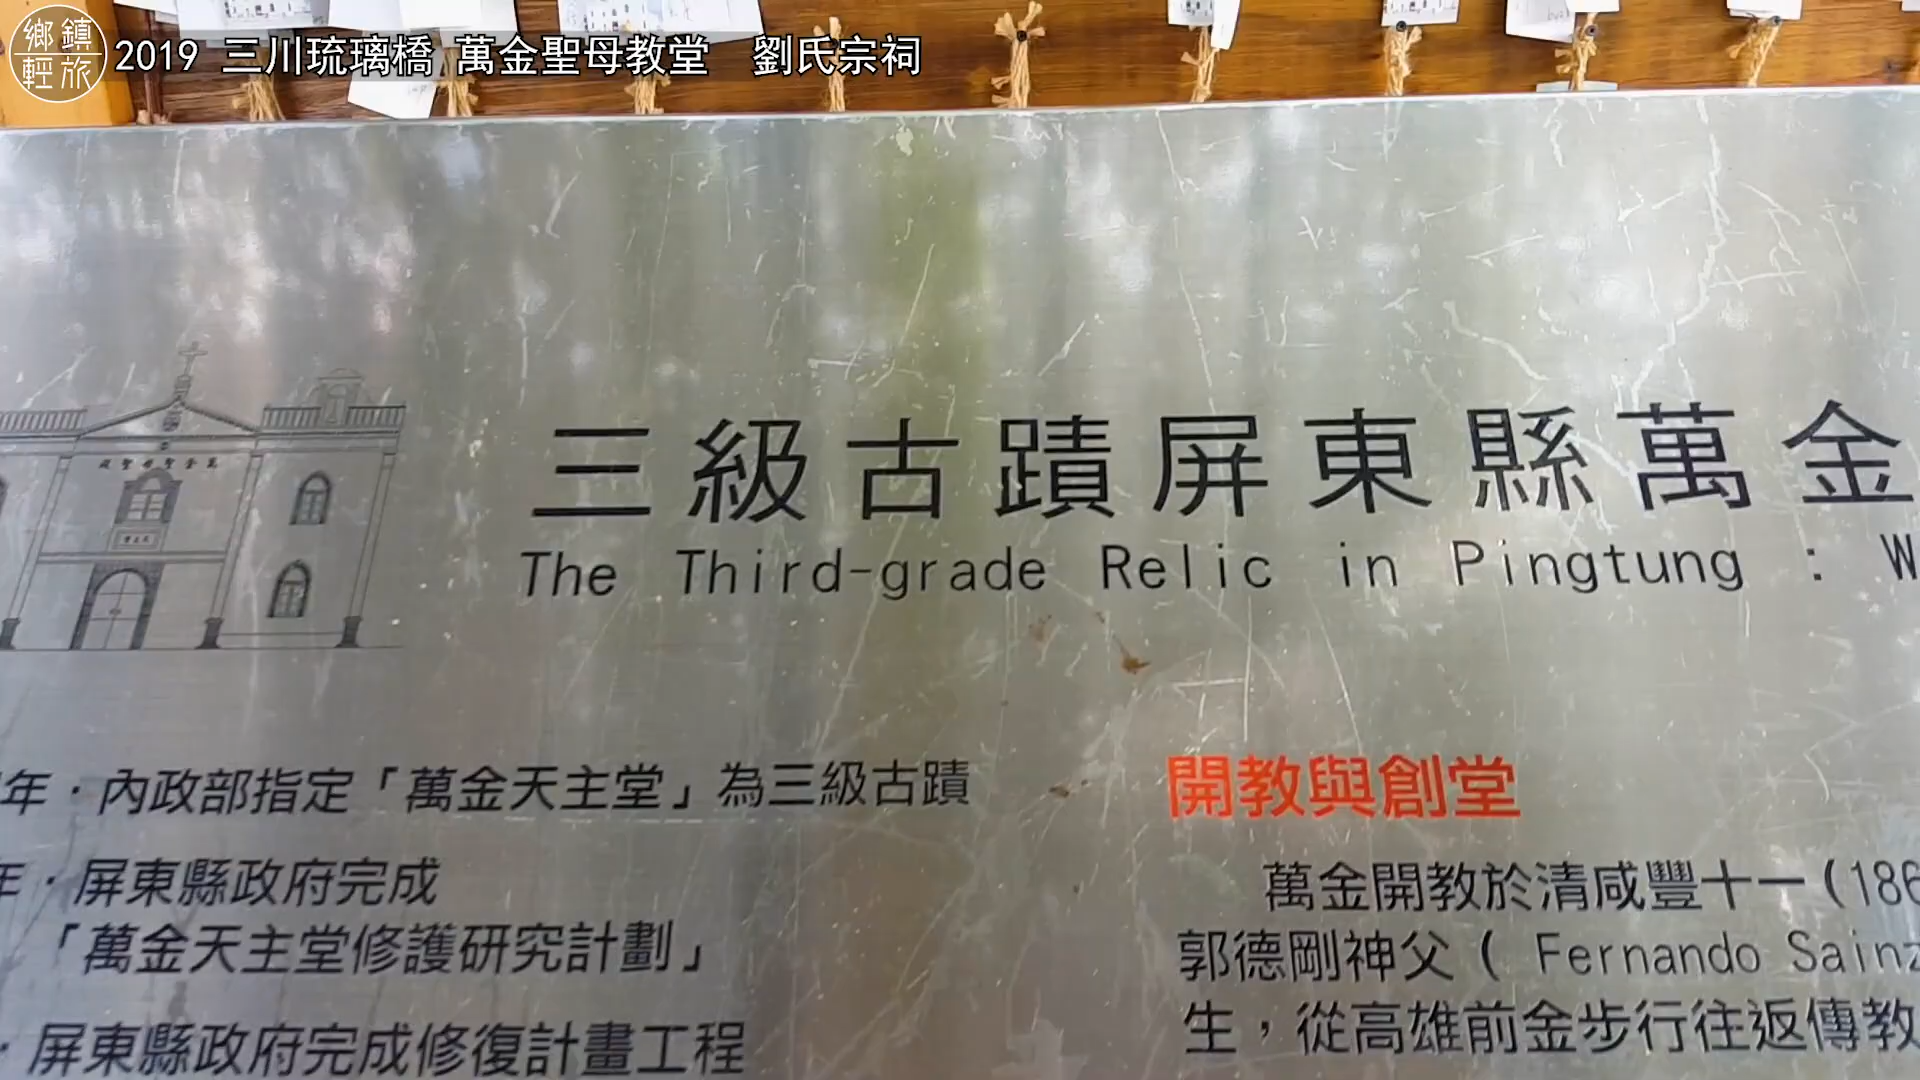 鄉鎮
輕旅
2019 三川琉璃橋 萬金聖母教堂 劉氏宗祠
三級古蹟屏東縣萬金
The Third-grade Relic in Pingtung : W
年·內政部指定「萬金天主堂」為三級古蹟
年·屏東縣政府完成
「萬金天主堂修護研究計劃」
·屏東縣政府完成修復計畫工程
開教與創堂
萬金開教於清咸豐十一(186
郭德剛神父( Fernando Sainz
生，從高雄前金步行往返傳教